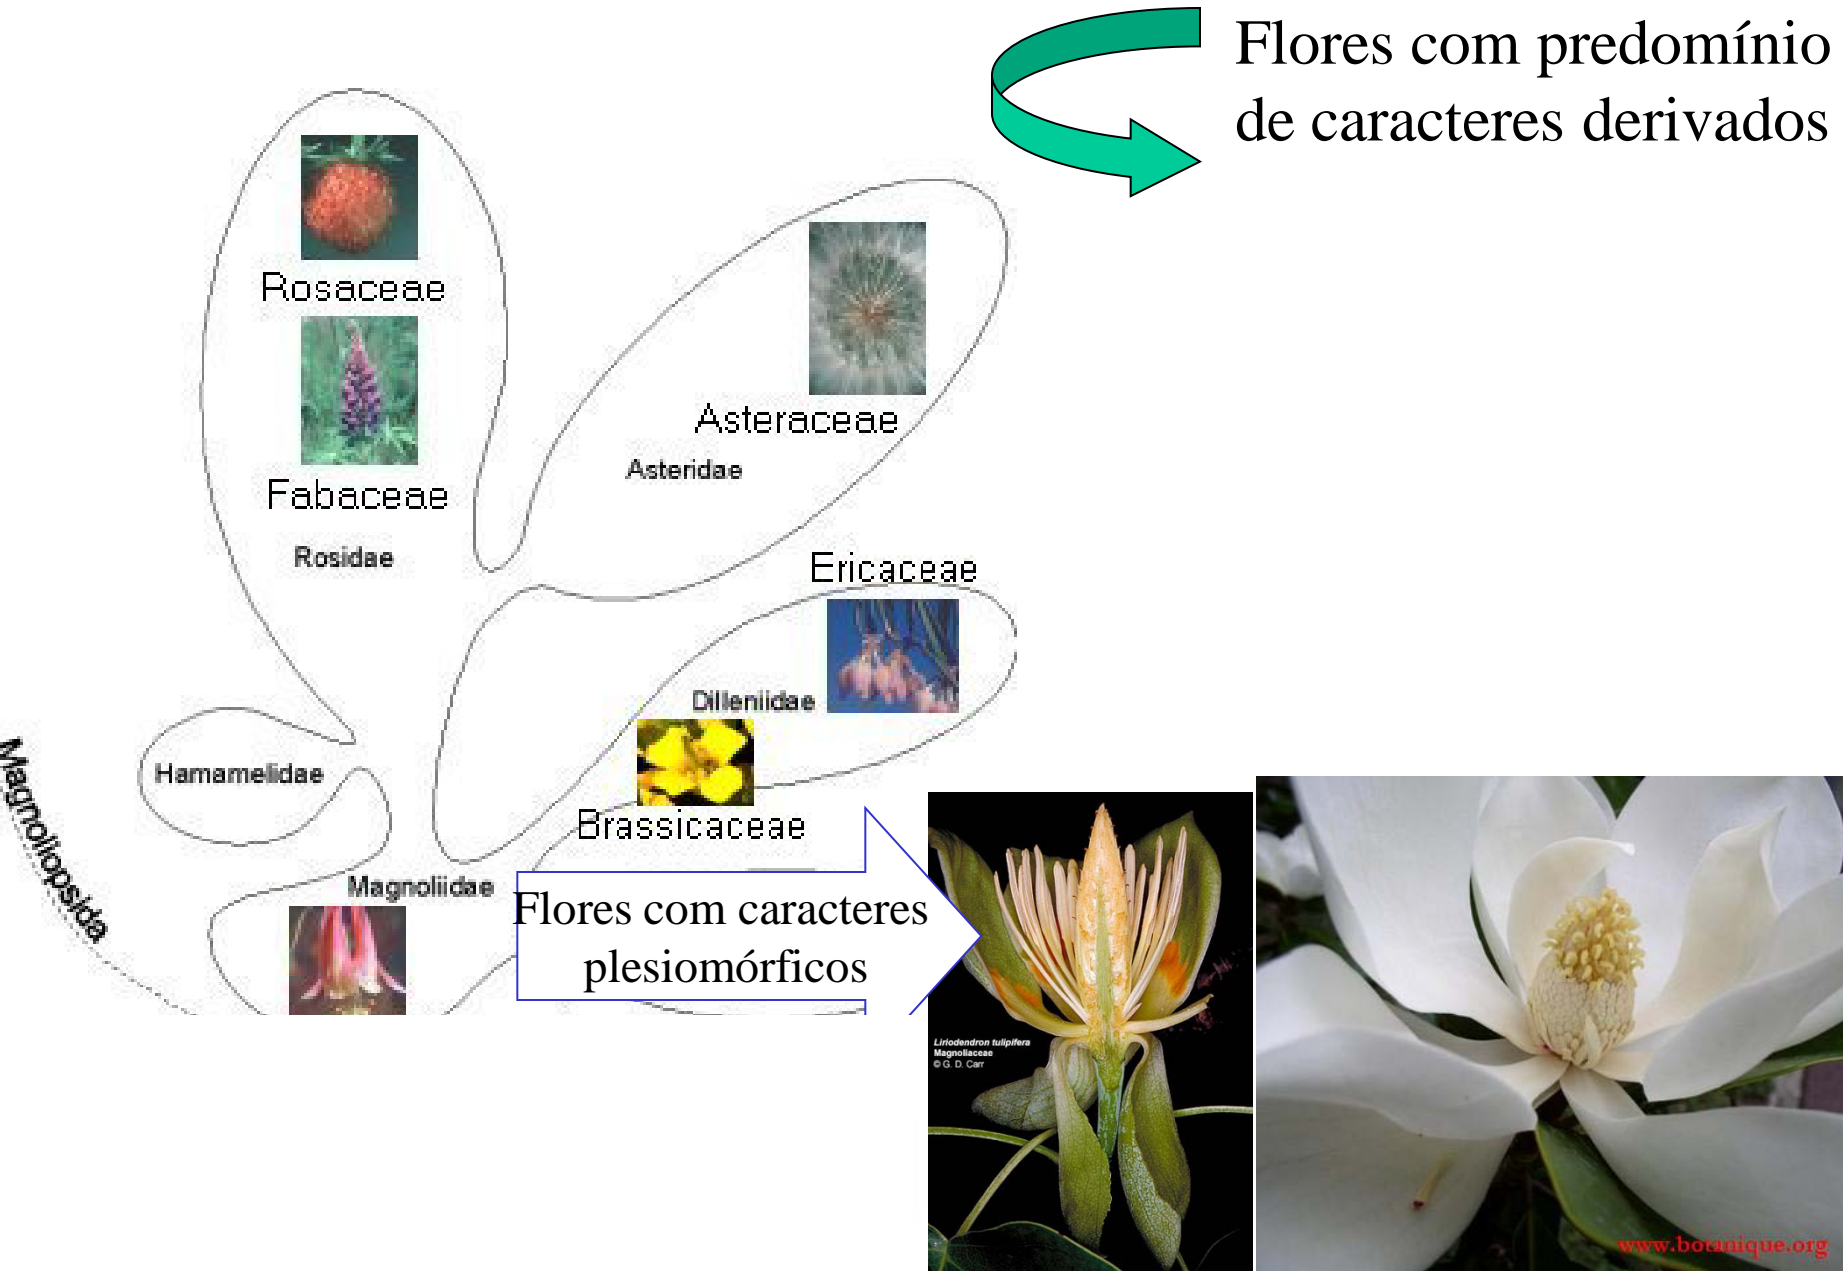 Flores com predomínio
de caracteres derivados
Rosaceae
Fabaceae
Rosidae
Asteraceae
Asteridae
Ericaceae
Dilleniidae
Brassicaceae
Hamamelidae
Magnoliopsida
Magnoliidae
Flores com caracteres
plesiomórficos
Liriodendron tulipifera
Magnoliaceae
© G. D. Carr
www.botanique.org